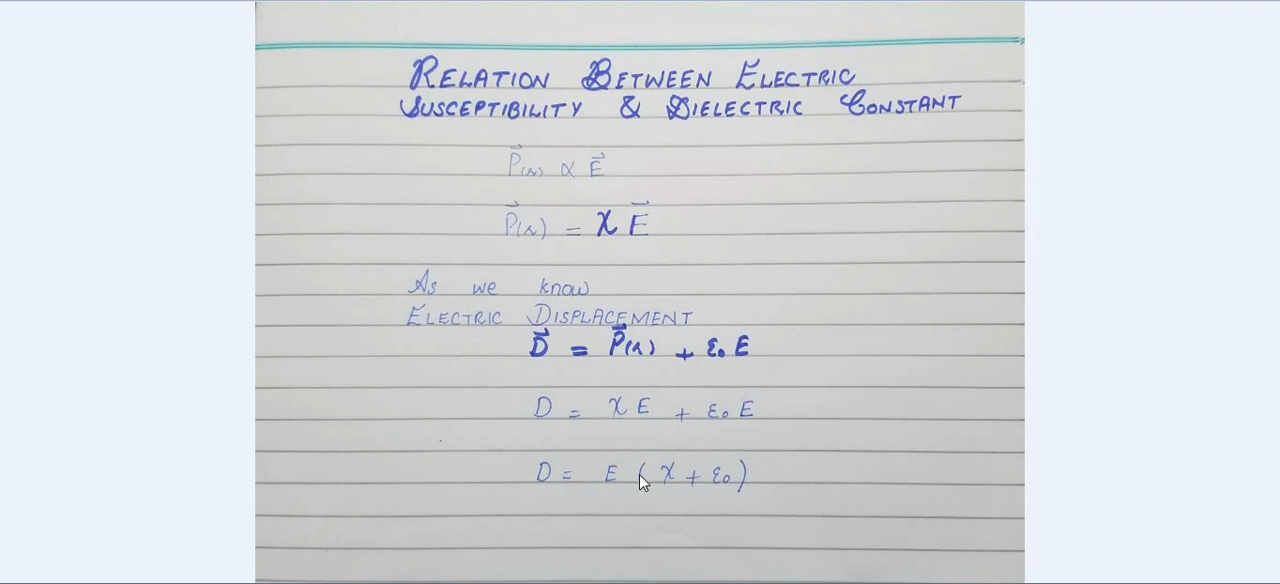 RELATION BETWEEN ELECTRIC
SUSCEPTIBILITY & DIELECTRIC CONSTANT
P⃗(r) ∝ E⃗
P⃗(r) = χ E⃗
As we know
ELECTRIC DISPLACEMENT
D⃗ = P⃗(r) + ε₀ E
D = χ E + ε₀ E
D = E (χ + ε₀)